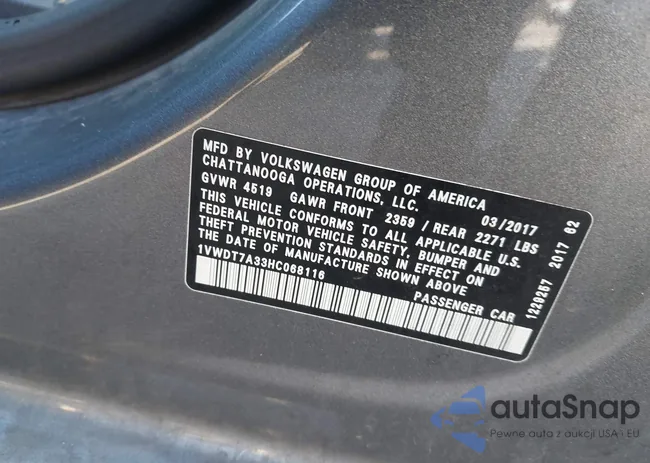 MFD BY VOLKSWAGEN GROUP OF AMERICA
CHATTANOOGA OPERATIONS, LLC. 03/2017
GVWR 4519 GAWR FRONT 2359 / REAR 2271 LBS
THIS VEHICLE CONFORMS TO ALL APPLICABLE U.S.
FEDERAL MOTOR VEHICLE SAFETY, BUMPER AND
THEFT PREVENTION STANDARDS IN EFFECT ON
THE DATE OF MANUFACTURE SHOWN ABOVE
1VWDT7A33HC068116 PASSENGER CAR
1229257 2017 62
autaSnap
Pewne auta z aukcji USA i EU